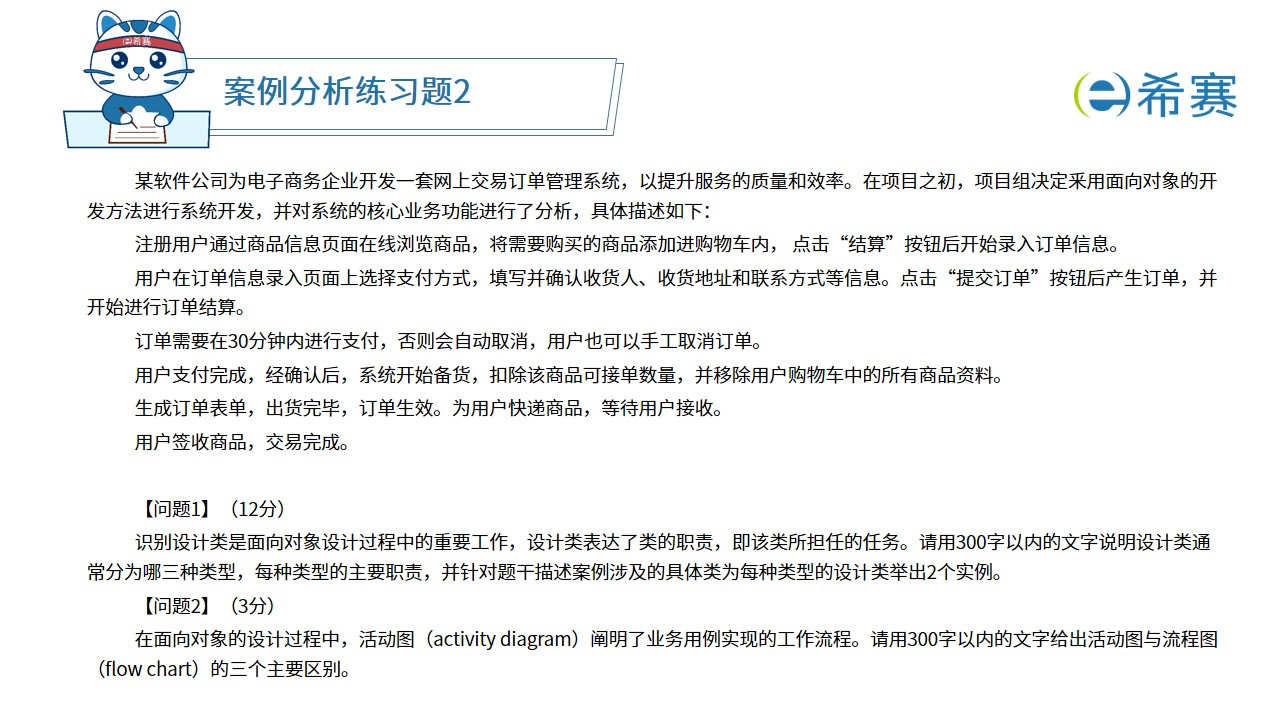 希赛
案例分析练习题2
希赛
某软件公司为电子商务企业开发一套网上交易订单管理系统，以提升服务的质量和效率。在项目之初，项目组决定采用面向对象的开
发方法进行系统开发，并对系统的核心业务功能进行了分析，具体描述如下：
注册用户通过商品信息页面在线浏览商品，将需要购买的商品添加进购物车内， 点击“结算”按钮后开始录入订单信息。
用户在订单信息录入页面上选择支付方式，填写并确认收货人、收货地址和联系方式等信息。点击“提交订单”按钮后产生订单，并
开始进行订单结算。
订单需要在30分钟内进行支付，否则会自动取消，用户也可以手工取消订单。
用户支付完成，经确认后，系统开始备货，扣除该商品可接单数量，并移除用户购物车中的所有商品资料。
生成订单表单，出货完毕，订单生效。为用户快递商品，等待用户接收。
用户签收商品，交易完成。
【问题1】（12分）
识别设计类是面向对象设计过程中的重要工作，设计类表达了类的职责，即该类所担任的任务。请用300字以内的文字说明设计类通
常分为哪三种类型，每种类型的主要职责，并针对题干描述案例涉及的具体类为每种类型的设计类举出2个实例。
【问题2】（3分）
在面向对象的设计过程中，活动图（activity diagram）阐明了业务用例实现的工作流程。请用300字以内的文字给出活动图与流程图
（flow chart）的三个主要区别。